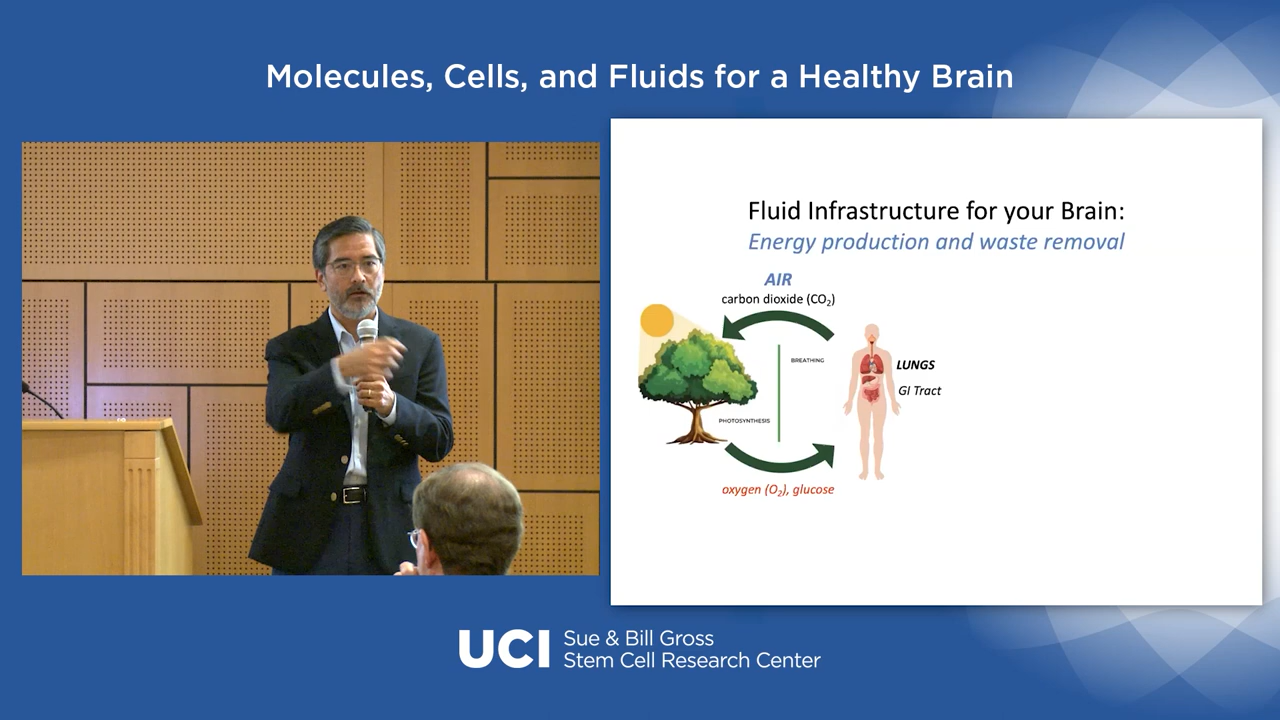 Molecules, Cells, and Fluids for a Healthy Brain
Fluid Infrastructure for your Brain:
Energy production and waste removal
AIR
carbon dioxide (CO₂)
BREATHING
LUNGS
GI Tract
PHOTOSYNTHESIS
oxygen (O₂), glucose
UCI
Sue & Bill Gross
Stem Cell Research Center